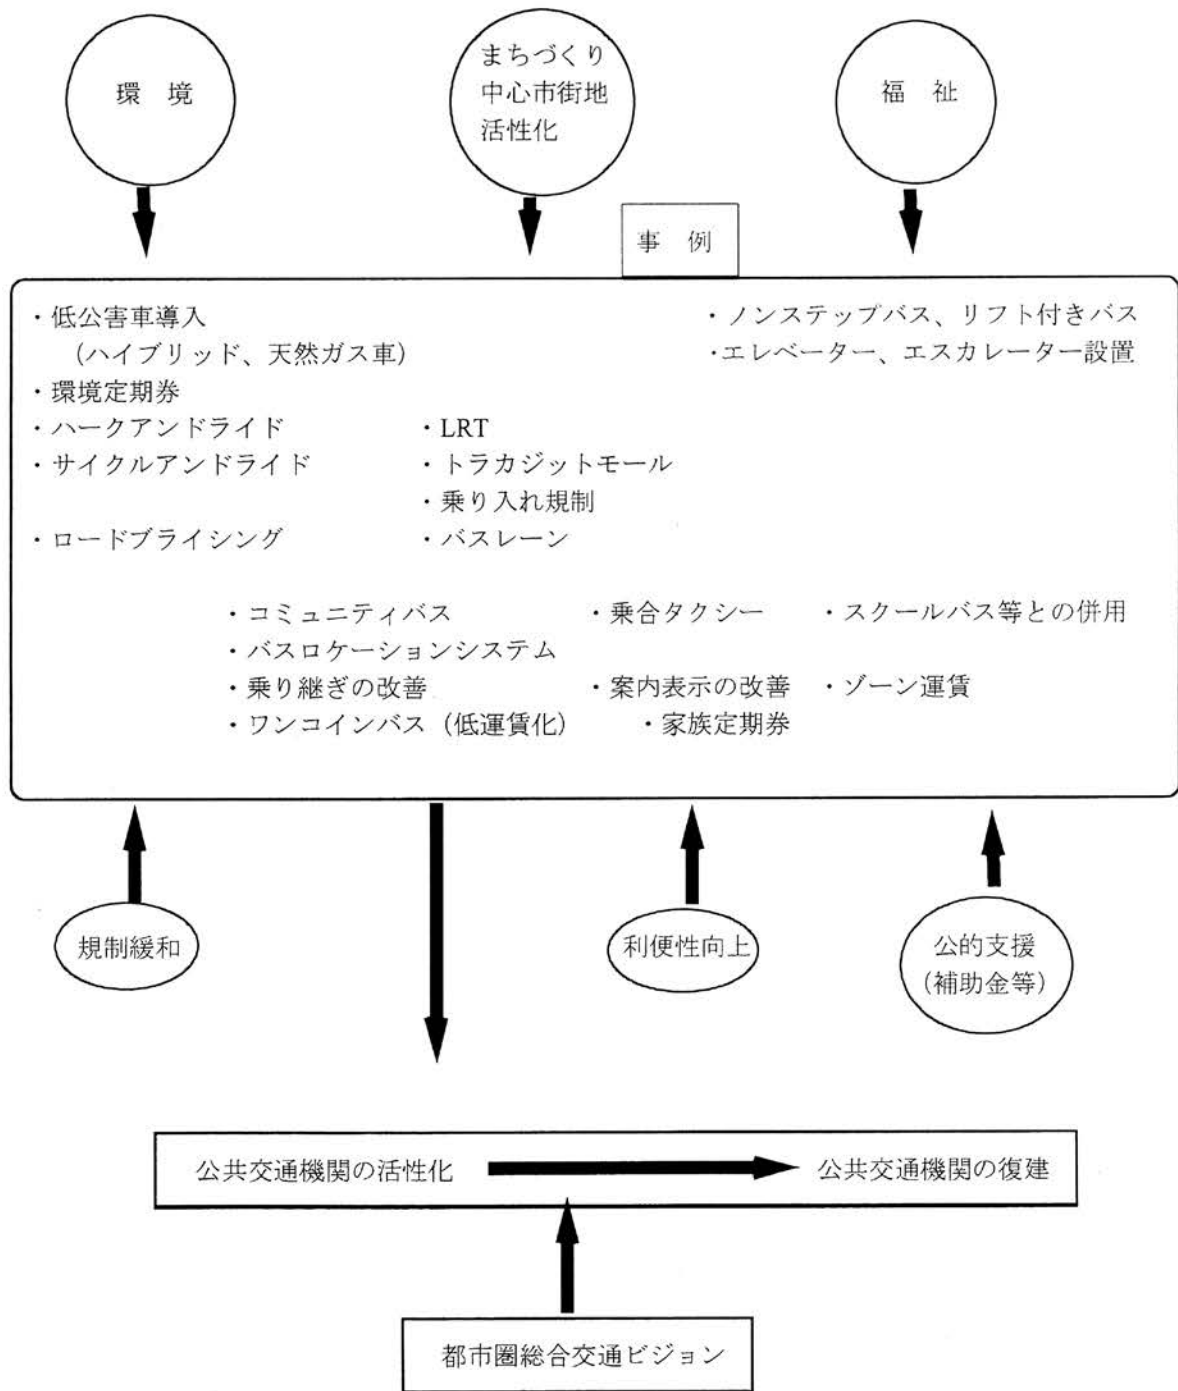 環　境
まちづくり
中心市街地
活性化
福　祉
事　例
・低公害車導入
（ハイブリッド、天然ガス車）
・環境定期券
・ハークアンドライド
・サイクルアンドライド
・ロードブライシング
・LRT
・トラカジットモール
・乗り入れ規制
・バスレーン
・ノンステップバス、リフト付きバス
・エレベーター、エスカレーター設置
・コミュニティバス　・乗合タクシー　・スクールバス等との併用
・バスロケーションシステム
・乗り継ぎの改善　・案内表示の改善　・ゾーン運賃
・ワンコインバス（低運賃化）　・家族定期券
規制緩和
利便性向上
公的支援
（補助金等）
公共交通機関の活性化
公共交通機関の復建
都市圏総合交通ビジョン